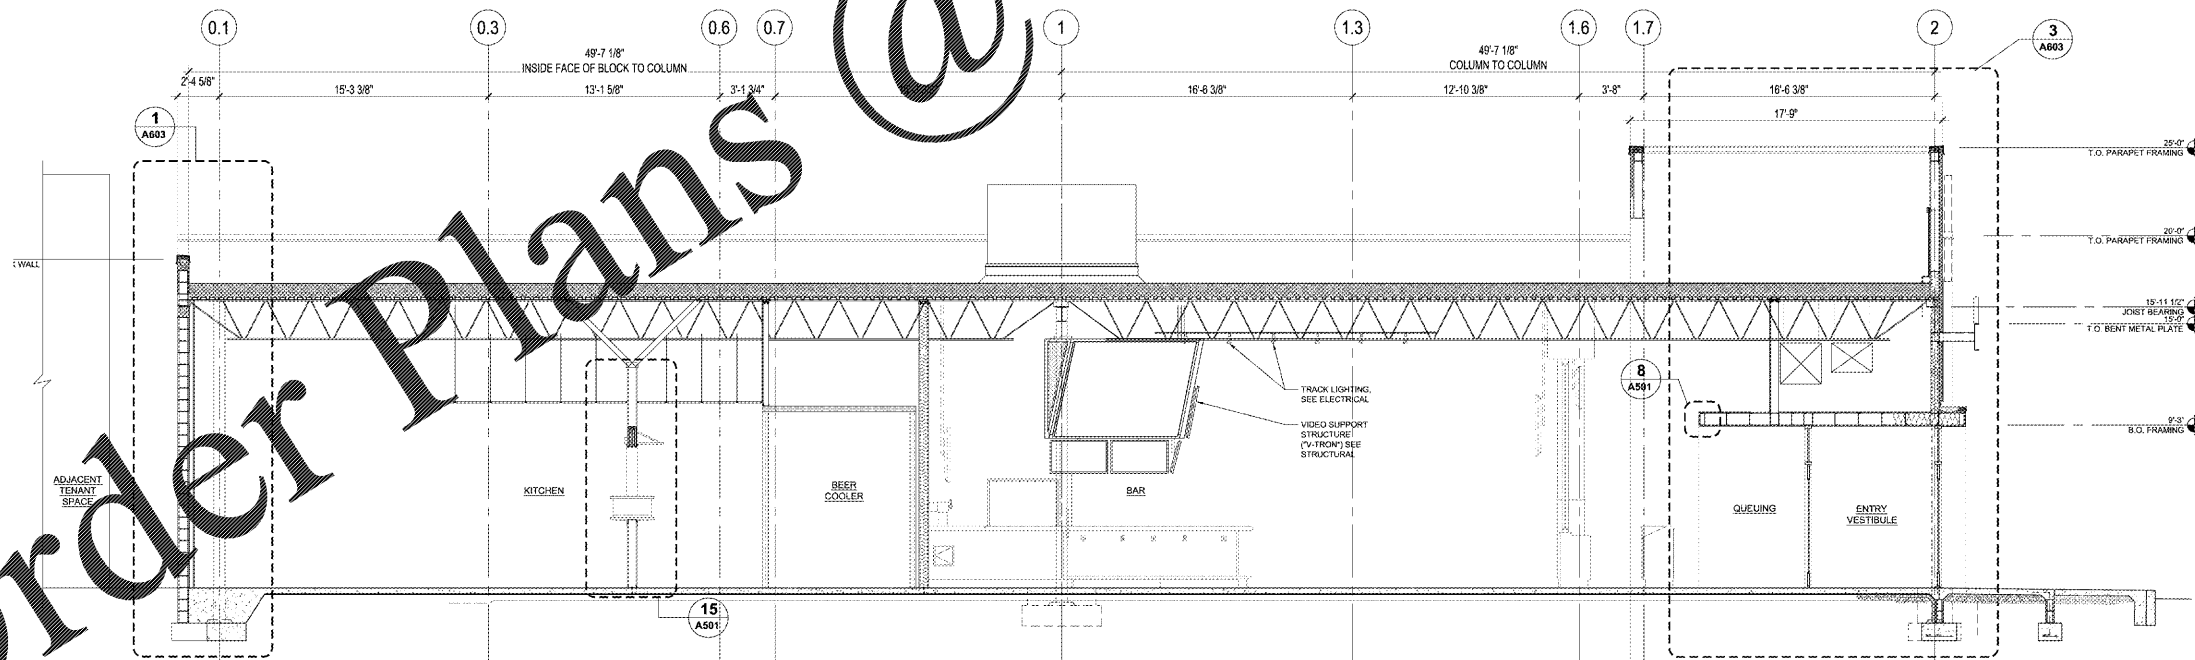 0.1
0.3
0.6
0.7
1
1.3
1.6
1.7
2
3
A603
49'-7 1/8"
INSIDE FACE OF BLOCK TO COLUMN
49'-7 1/8"
COLUMN TO COLUMN
2'-4 5/8"
15'-3 3/8"
13'-1 5/8"
3'-1 3/4"
16'-6 3/8"
12'-10 3/8"
3'-8"
16'-6 3/8"
17'-9"
1
A603
25'-0"
T.O. PARAPET FRAMING
20'-0"
T.O. PARAPET FRAMING
WALL
15'-11 1/2"
JOIST BEARING
15'-0"
T.O. BENT METAL PLATE
8
A501
TRACK LIGHTING,
SEE ELECTRICAL
VIDEO SUPPORT
STRUCTURE
("V-TRON") SEE
STRUCTURAL
9'-3"
B.O. FRAMING
ADJACENT
TENANT
SPACE
KITCHEN
BEER
COOLER
BAR
QUEUING
ENTRY
VESTIBULE
15
A501
rder Plans @